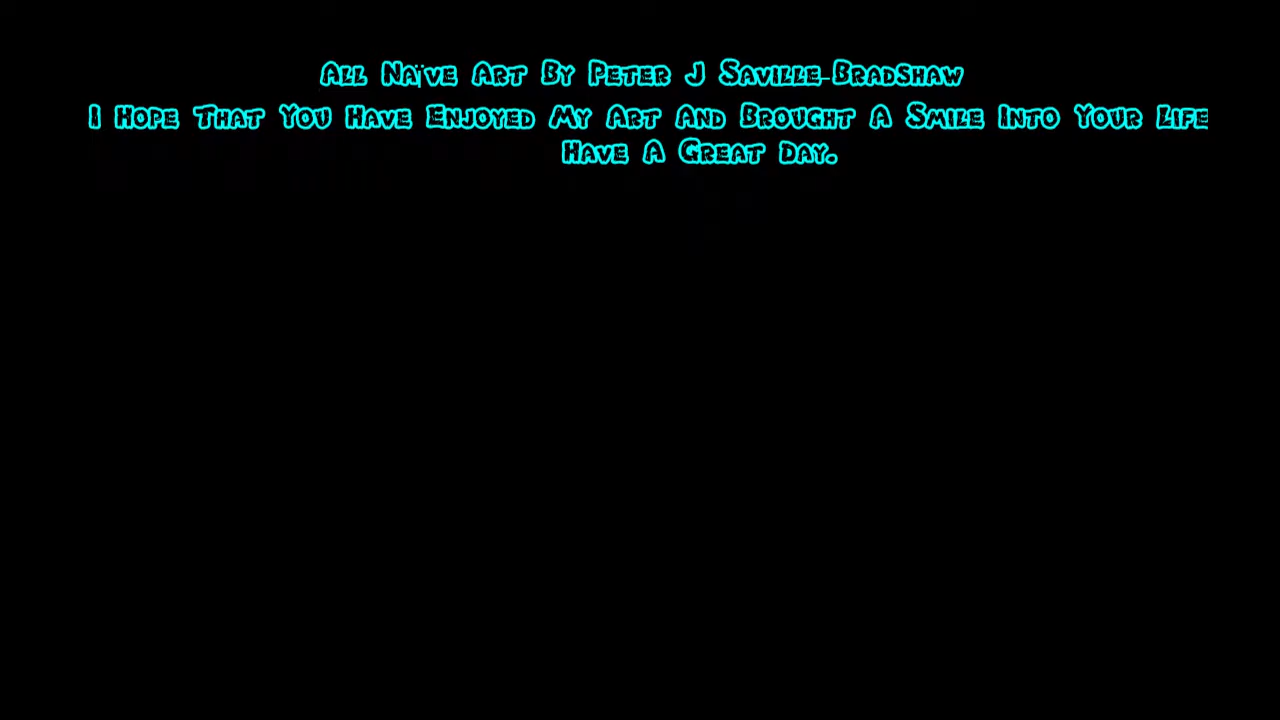 All Naïve Art By Peter J Saville-Bradshaw
I Hope That You Have Enjoyed My Art And Brought A Smile Into Your Life
Have A Great Day.